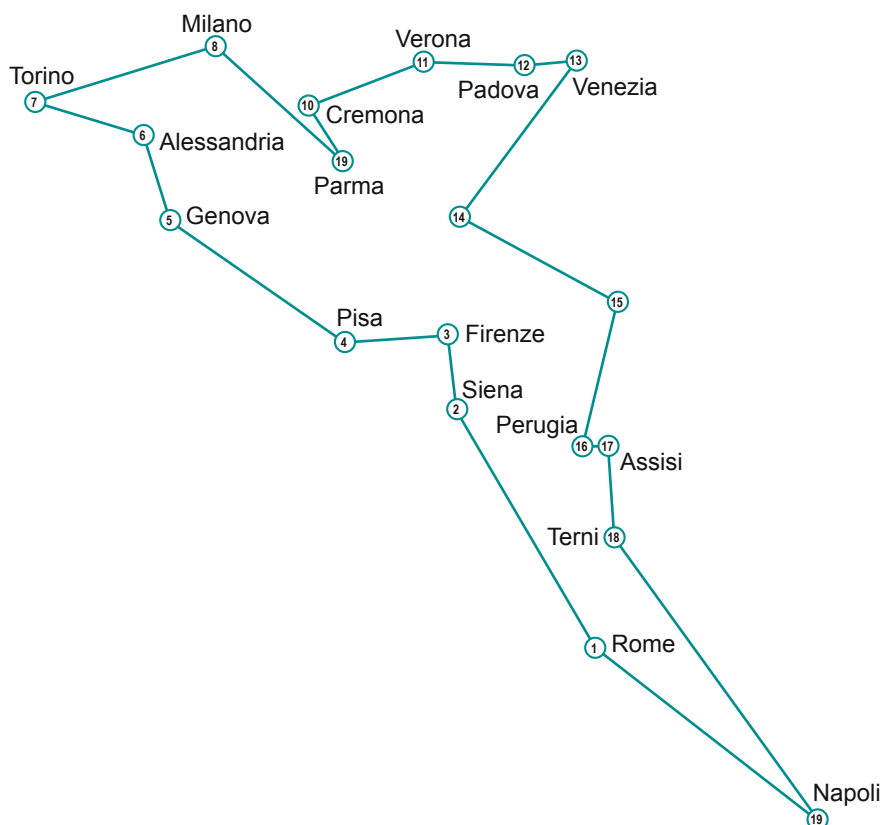 Milano
8
Verona
11
12
13
Padova
Venezia
Torino
7
10
Cremona
6
Alessandria
19
Parma
5
Genova
14
15
Pisa
4
3
Firenze
Siena
2
Perugia
16
17
Assisi
Terni
18
1
Rome
Napoli
19